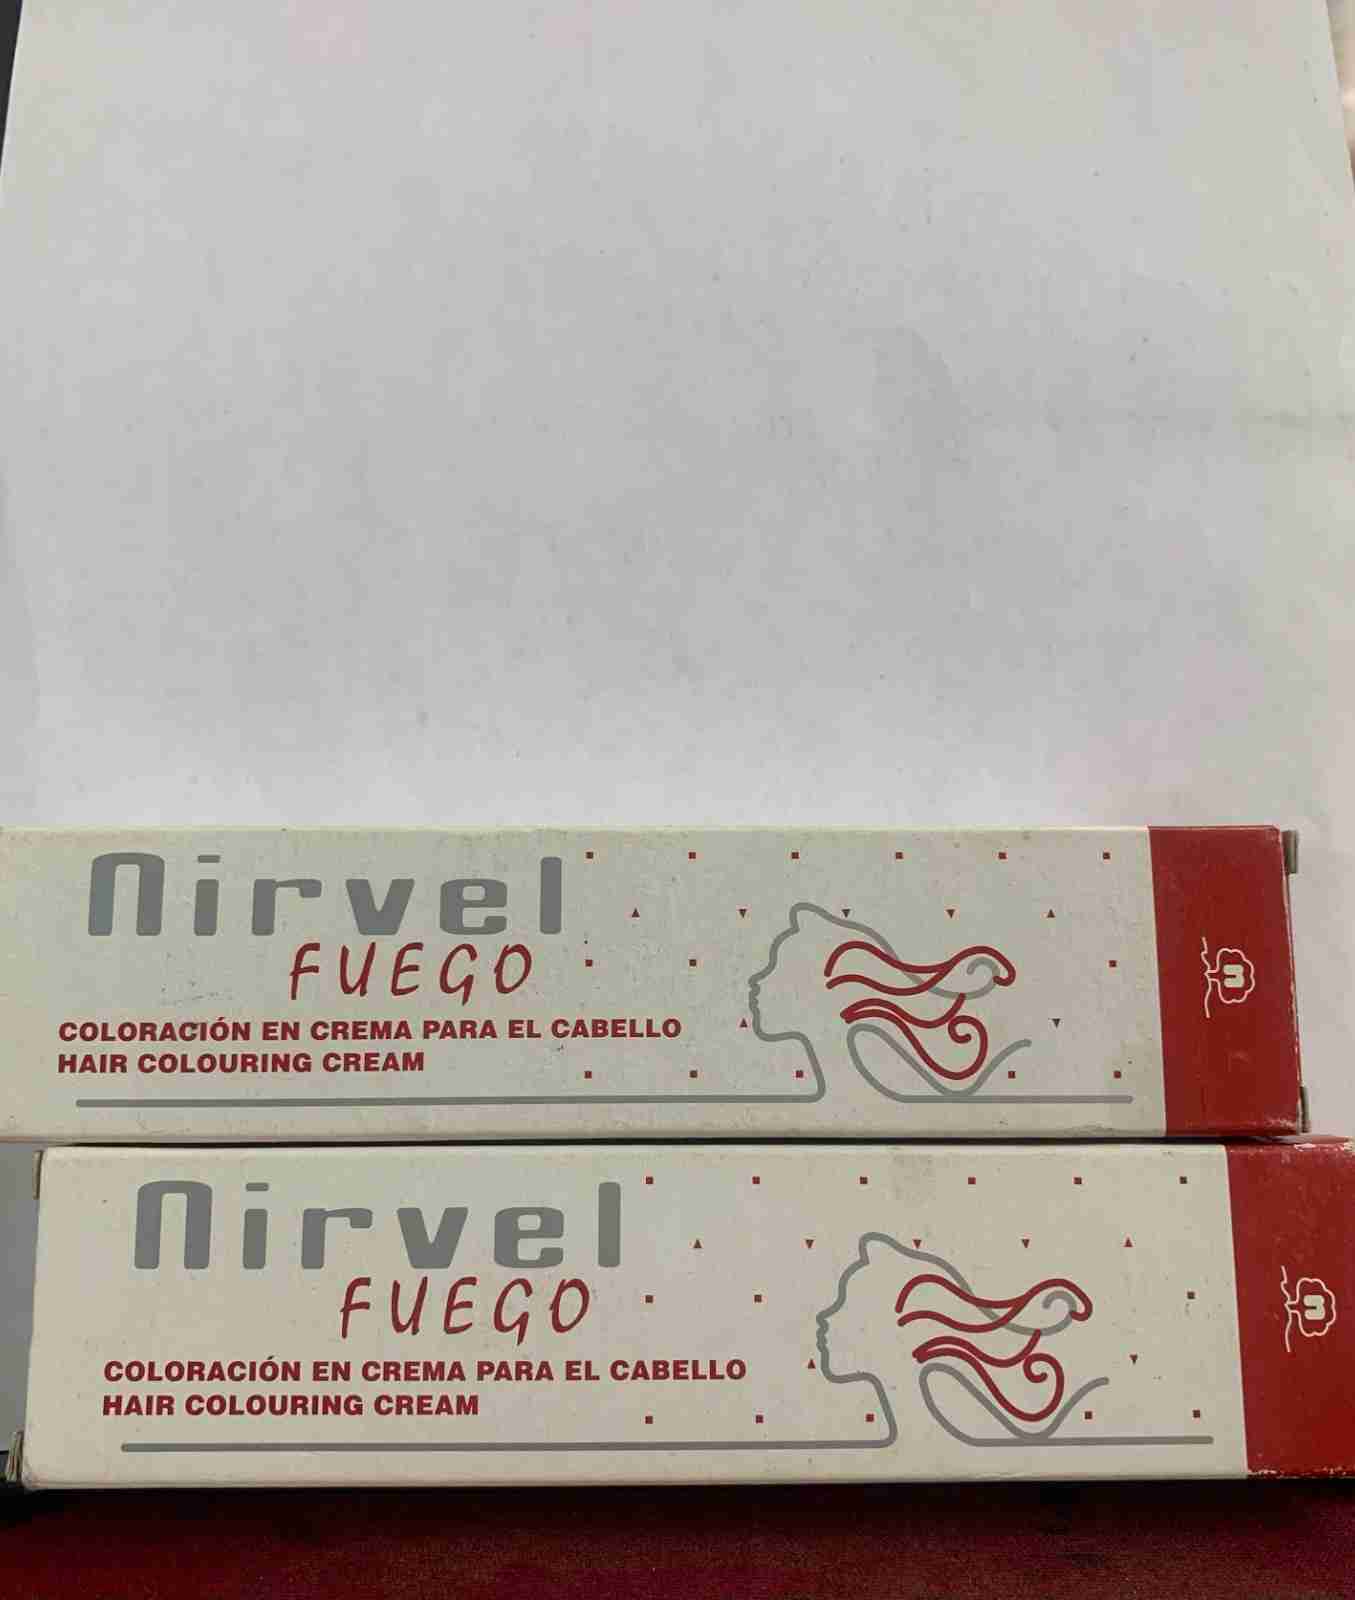 nirvel
FUEGO
COLORACIÓN EN CREMA PARA EL CABELLO
HAIR COLOURING CREAM
nirvel
FUEGO
COLORACIÓN EN CREMA PARA EL CABELLO
HAIR COLOURING CREAM